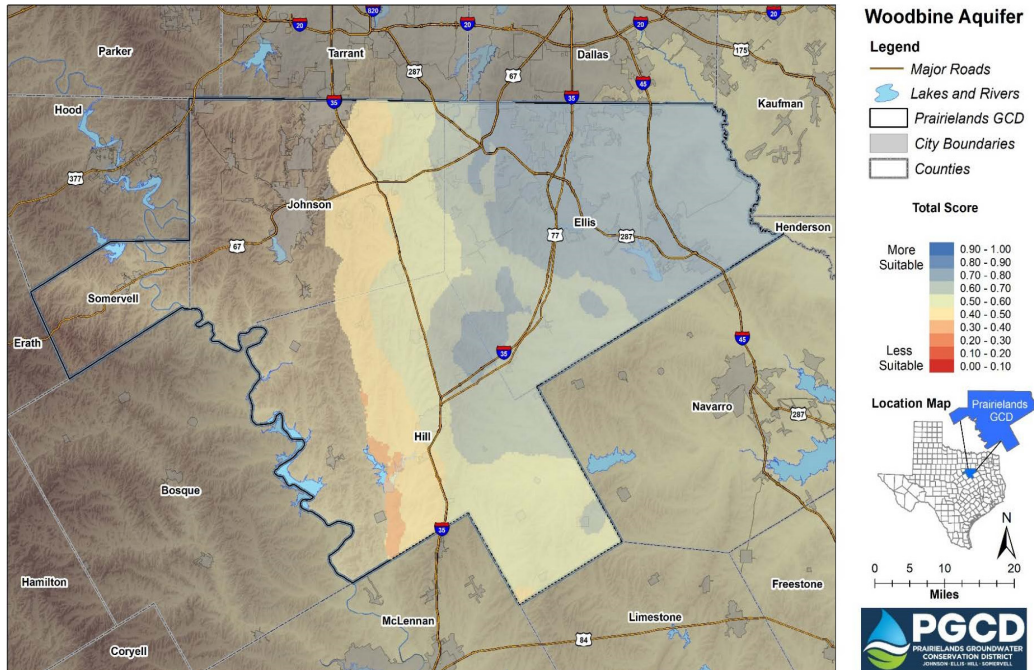 820
20
20
20
20
Parker
Tarrant
Dallas
175
287
67
45
Kaufman
Hood
35
35
377
Johnson
Ellis
67
77
287
Henderson
Somervell
Erath
35
45
Navarro
287
Hill
Bosque
35
Hamilton
Freestone
McLennan
Limestone
84
Coryell
Woodbine Aquifer
Legend
Major Roads
Lakes and Rivers
Prairielands GCD
City Boundaries
Counties
Total Score
More
Suitable
0.90 - 1.00
0.80 - 0.90
0.70 - 0.80
0.60 - 0.70
0.50 - 0.60
0.40 - 0.50
0.30 - 0.40
0.20 - 0.30
0.10 - 0.20
0.00 - 0.10
Less
Suitable
Location Map
Prairielands
GCD
N
0 5 10 20
Miles
PGCD
PRAIRIELANDS GROUNDWATER
CONSERVATION DISTRICT
JOHNSON - ELLIS - HILL - SOMERVELL